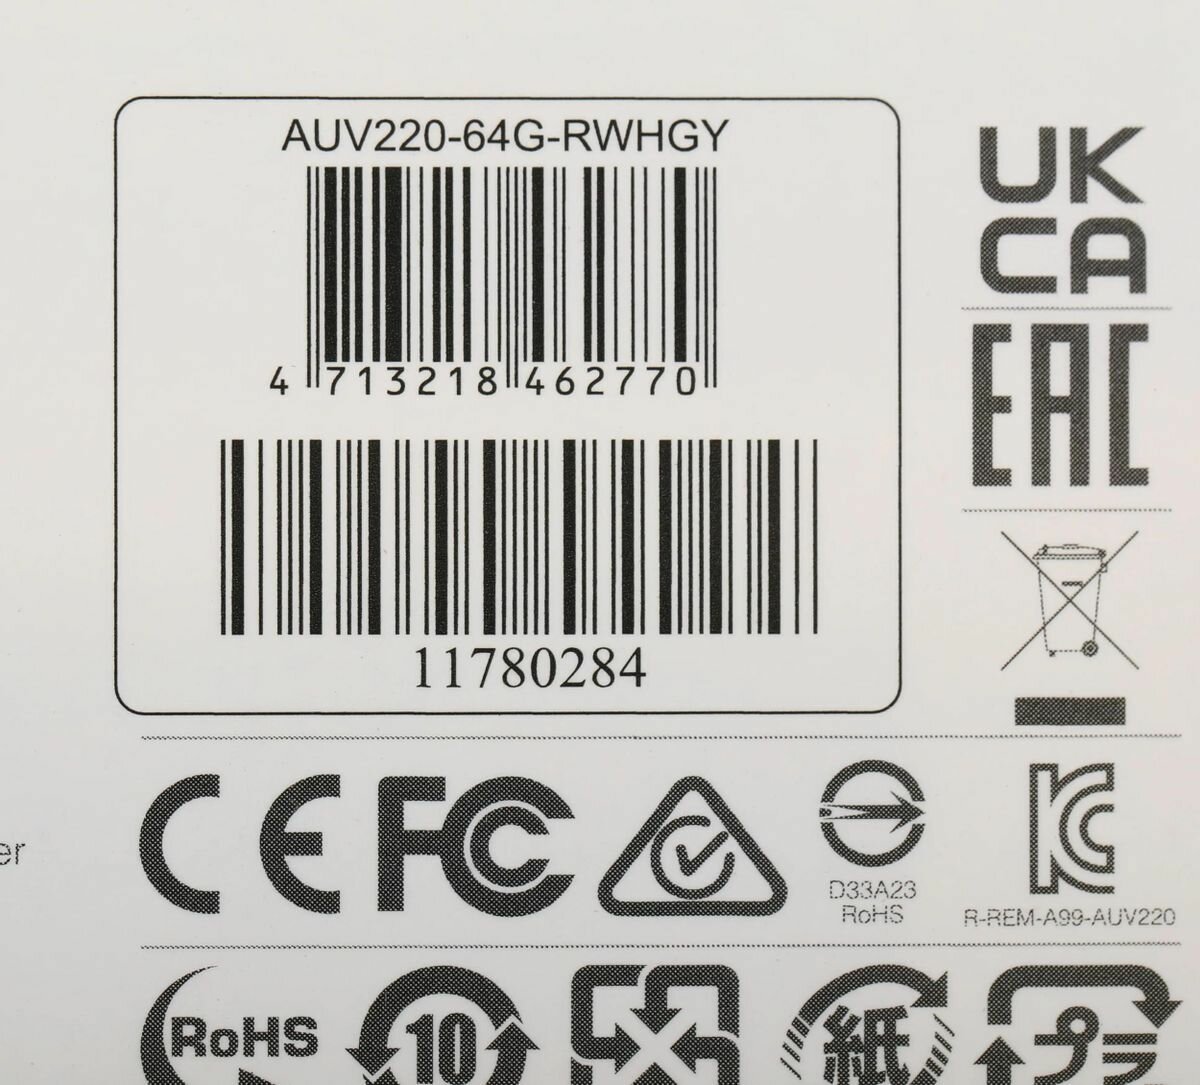 AUV220-64G-RWHGY
4 713218 462770
11780284
UK
CA
EAC
er
CE FC
D33A23
RoHS
R-REM-A99-AUV220
RoHS
10
紙
プラ